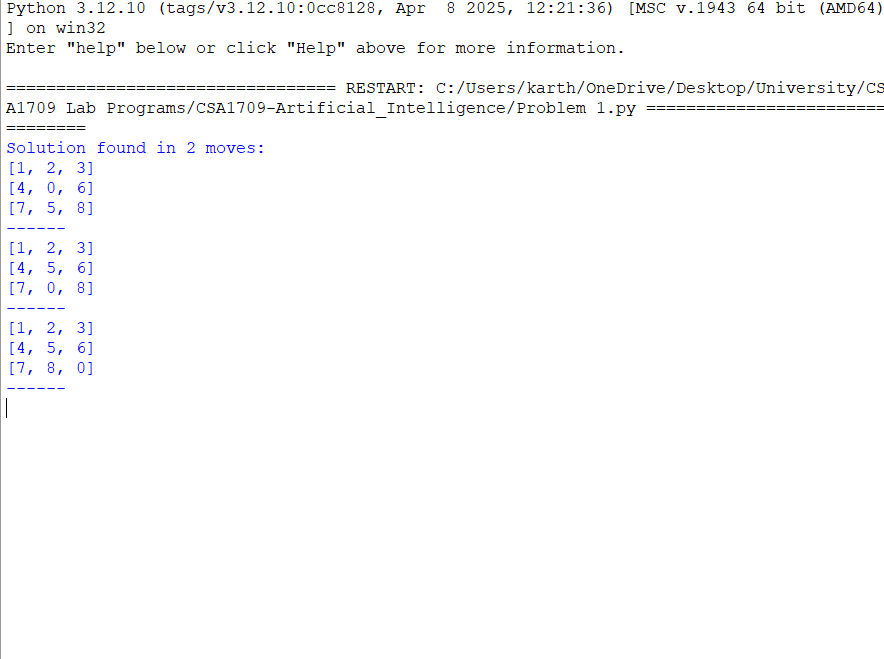 Python 3.12.10 (tags/v3.12.10:0cc8128, Apr  8 2025, 12:21:36) [MSC v.1943 64 bit (AMD64)
] on win32
Enter "help" below or click "Help" above for more information.
================================= RESTART: C:/Users/karth/OneDrive/Desktop/University/CS
A1709 Lab Programs/CSA1709-Artificial_Intelligence/Problem 1.py ========================
========
Solution found in 2 moves:
[1, 2, 3]
[4, 0, 6]
[7, 5, 8]
------
[1, 2, 3]
[4, 5, 6]
[7, 0, 8]
------
[1, 2, 3]
[4, 5, 6]
[7, 8, 0]
------